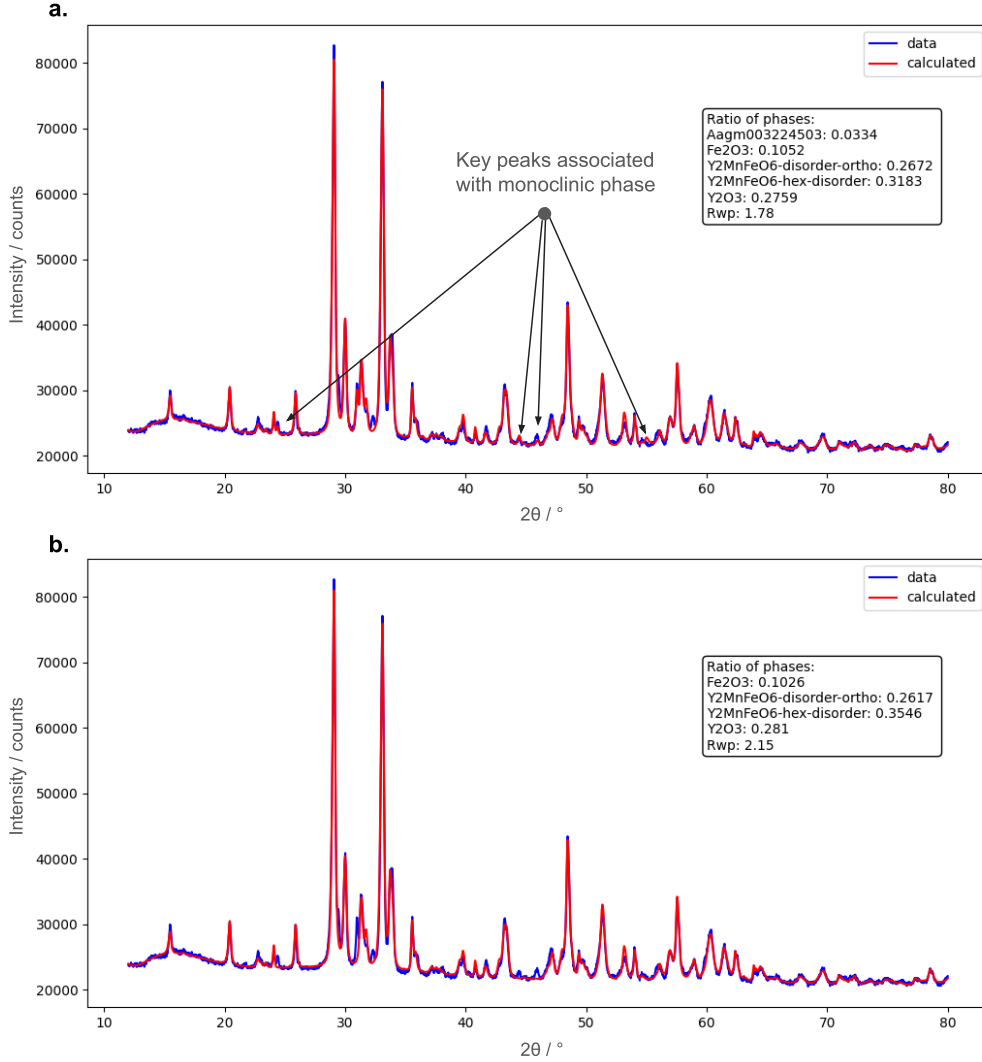 a.
data
calculated
Ratio of phases:
Aagm003224503: 0.0334
Fe2O3: 0.1052
Y2MnFeO6-disorder-ortho: 0.2672
Y2MnFeO6-hex-disorder: 0.3183
Y2O3: 0.2759
Rwp: 1.78
Key peaks associated
with monoclinic phase
Intensity / counts
80000
70000
60000
50000
40000
30000
20000
10 20 30 40 50 60 70 80
2θ / °
b.
data
calculated
Ratio of phases:
Fe2O3: 0.1026
Y2MnFeO6-disorder-ortho: 0.2617
Y2MnFeO6-hex-disorder: 0.3546
Y2O3: 0.281
Rwp: 2.15
Intensity / counts
80000
70000
60000
50000
40000
30000
20000
10 20 30 40 50 60 70 80
2θ / °